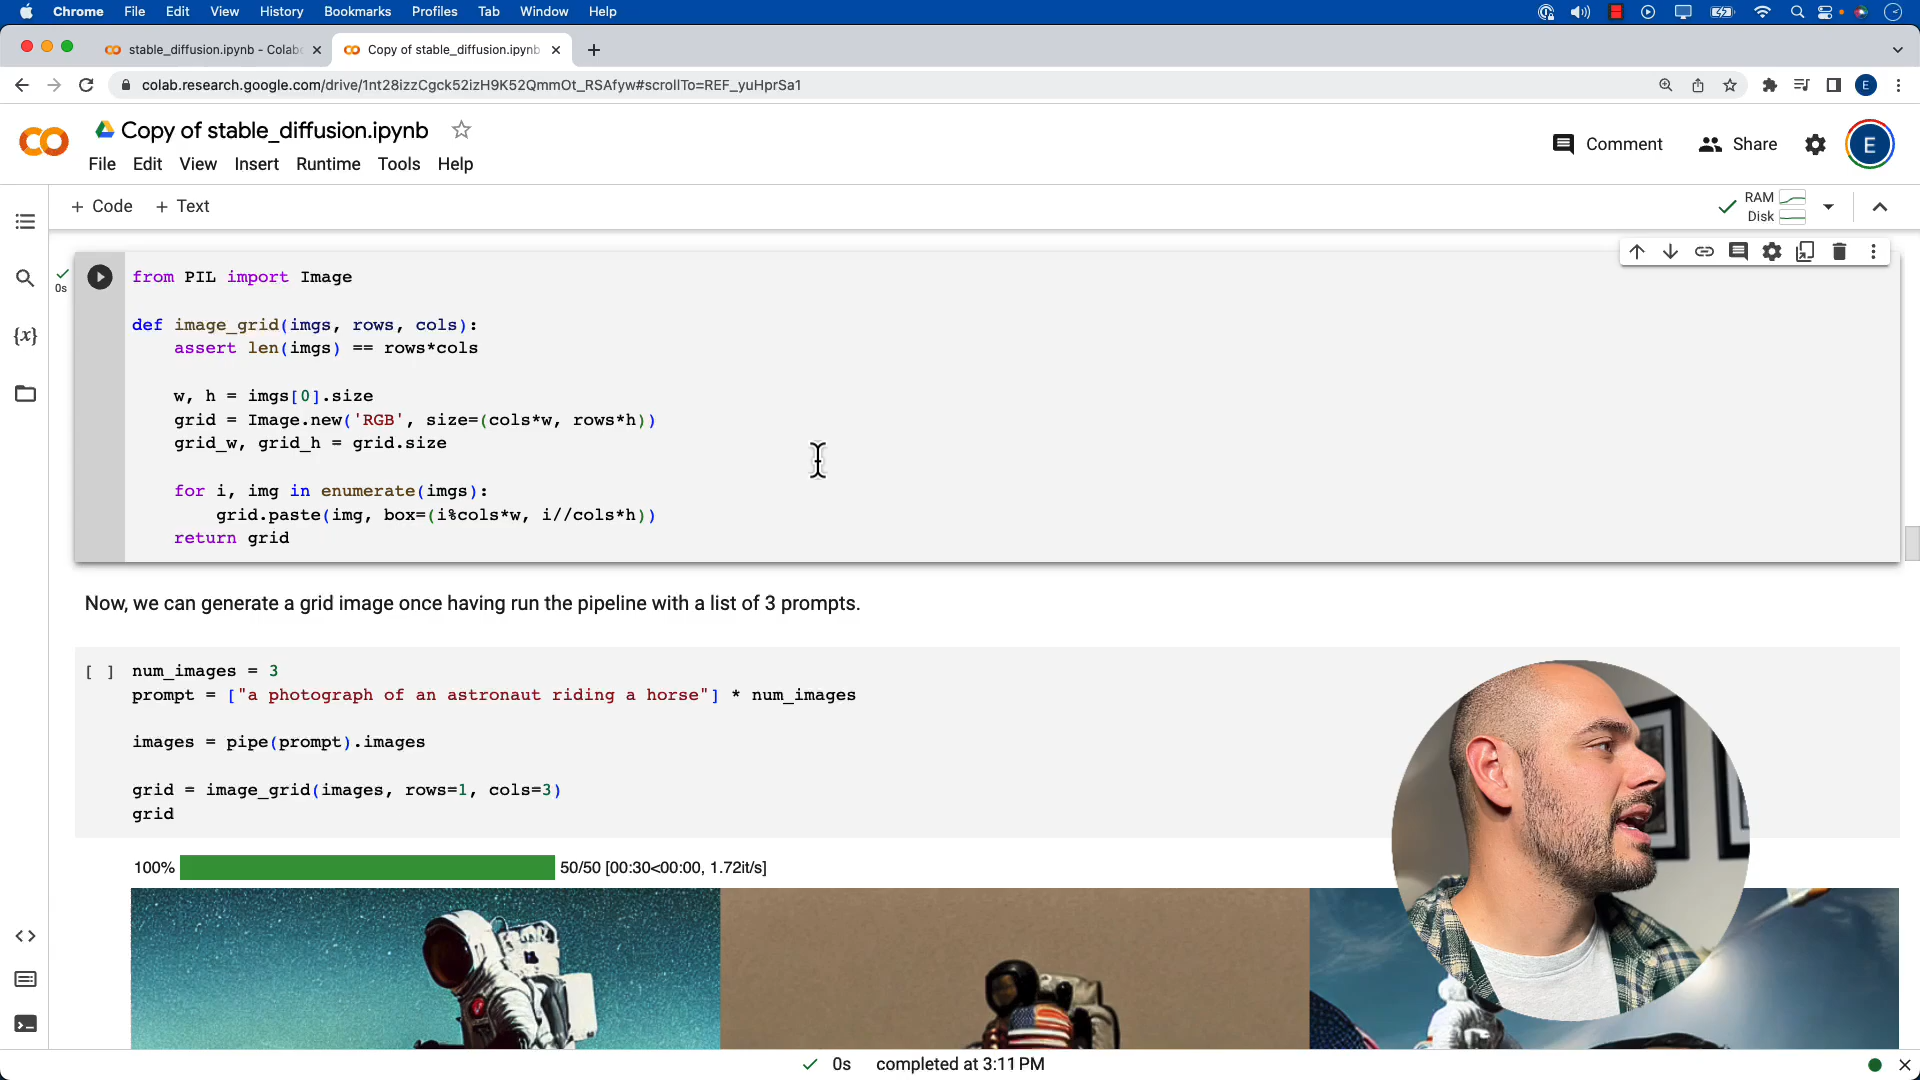 Chrome File Edit View History Bookmarks Profiles Tab Window Help
stable_diffusion.ipynb - Colab
Copy of stable_diffusion.ipynb
colab.research.google.com/drive/1nt28izzCgck52izH9K52QmmOt_RSAfyw#scrollTo=REF_yuHprSa1
E
Copy of stable_diffusion.ipynb
Comment
Share
E
File Edit View Insert Runtime Tools Help
+ Code + Text
RAM
Disk
{x}
0s
from PIL import Image
def image_grid(imgs, rows, cols):
    assert len(imgs) == rows*cols
    w, h = imgs[0].size
    grid = Image.new('RGB', size=(cols*w, rows*h))
    grid_w, grid_h = grid.size
    for i, img in enumerate(imgs):
        grid.paste(img, box=(i%cols*w, i//cols*h))
    return grid
Now, we can generate a grid image once having run the pipeline with a list of 3 prompts.
[ ] num_images = 3
prompt = ["a photograph of an astronaut riding a horse"] * num_images
images = pipe(prompt).images
grid = image_grid(images, rows=1, cols=3)
grid
100% 50/50 [00:30<00:00, 1.72it/s]
0s completed at 3:11 PM